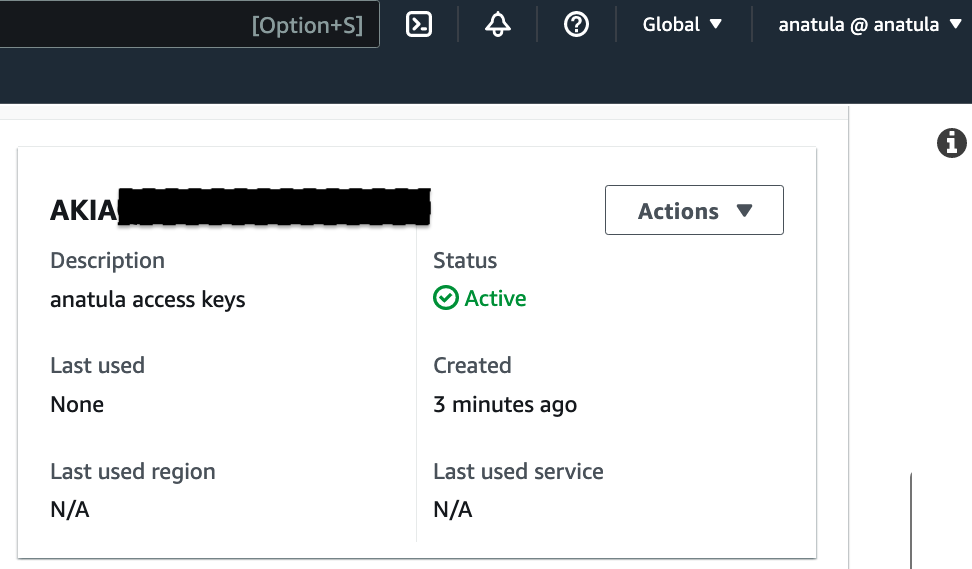 [Option+S]
Global
anatula @ anatula
AKIA
Actions
Description
Status
anatula access keys
Active
Last used
Created
None
3 minutes ago
Last used region
Last used service
N/A
N/A